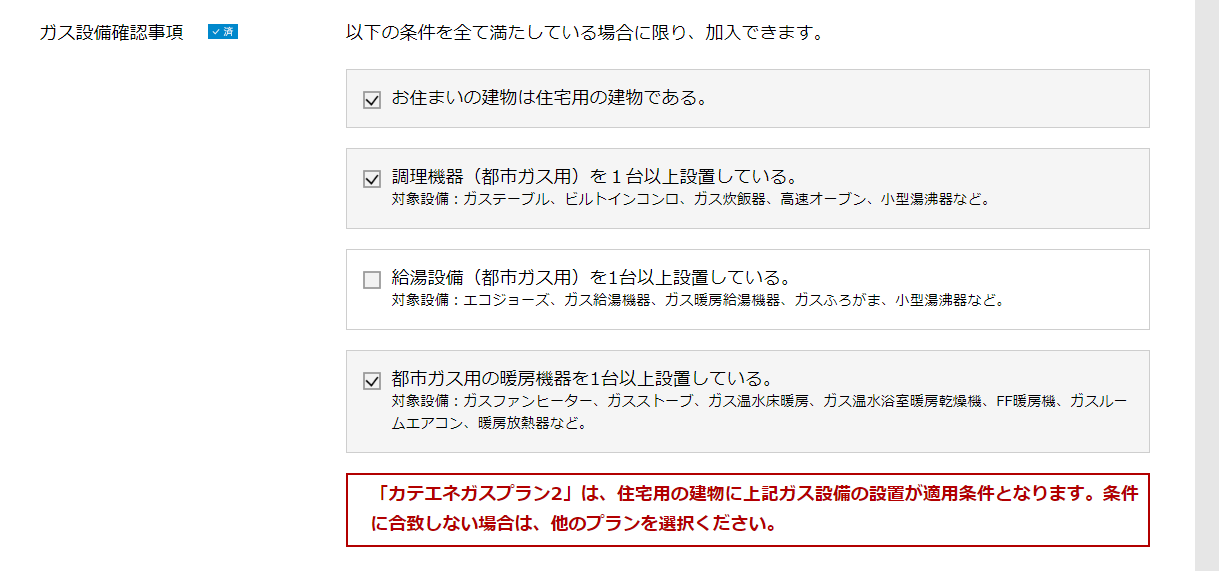 ガス設備確認事項
済
以下の条件を全て満たしている場合に限り、加入できます。
お住まいの建物は住宅用の建物である。
調理機器（都市ガス用）を１台以上設置している。
対象設備：ガステーブル、ビルトインコンロ、ガス炊飯器、高速オーブン、小型湯沸器など。
給湯設備（都市ガス用）を1台以上設置している。
対象設備：エコジョーズ、ガス給湯機器、ガス暖房給湯機器、ガスふろがま、小型湯沸器など。
都市ガス用の暖房機器を1台以上設置している。
対象設備：ガスファンヒーター、ガスストーブ、ガス温水床暖房、ガス温水浴室暖房乾燥機、FF暖房機、ガスルー
ムエアコン、暖房放熱器など。
「カテエネガスプラン2」は、住宅用の建物に上記ガス設備の設置が適用条件となります。条件
に合致しない場合は、他のプランを選択ください。